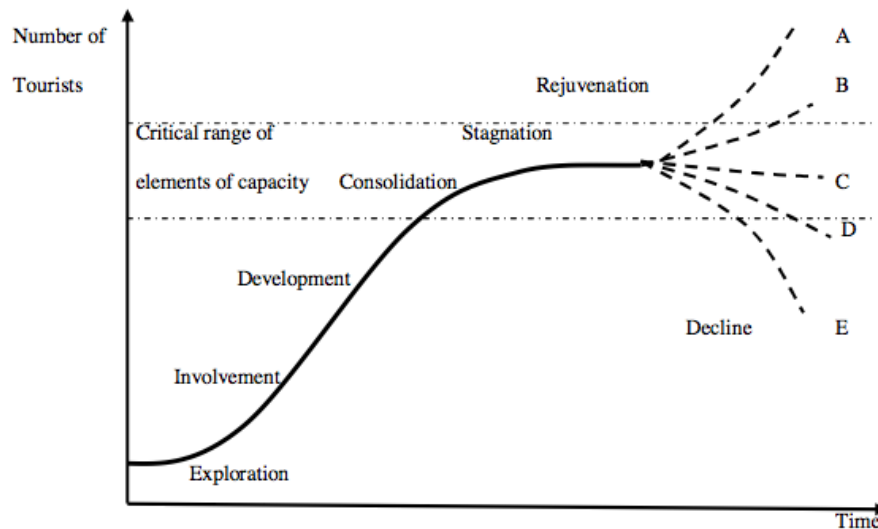 Number of
Tourists
A
Rejuvenation
B
Critical range of
elements of capacity
Stagnation
Consolidation
C
D
Development
Decline
E
Involvement
Exploration
Time